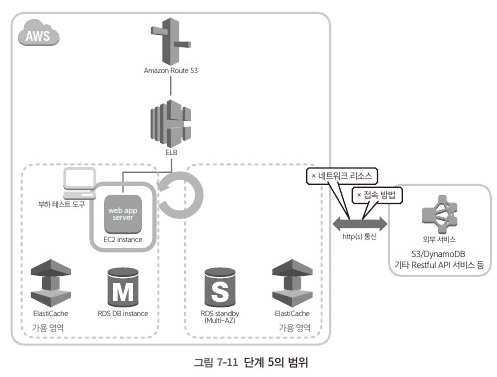 AWS
Amazon Route 53
ELB
부하 테스트 도구
web app
server
EC2 instance
× 네트워크 리소스
× 접속 방법
http(s) 통신
외부 서비스
S3/DynamoDB
기타 Restful API 서비스 등
ElastiCache
M
RDS DB instance
S
RDS standby
(Multi-AZ)
ElastiCache
가용 영역
가용 영역
그림 7-11 단계 5의 범위